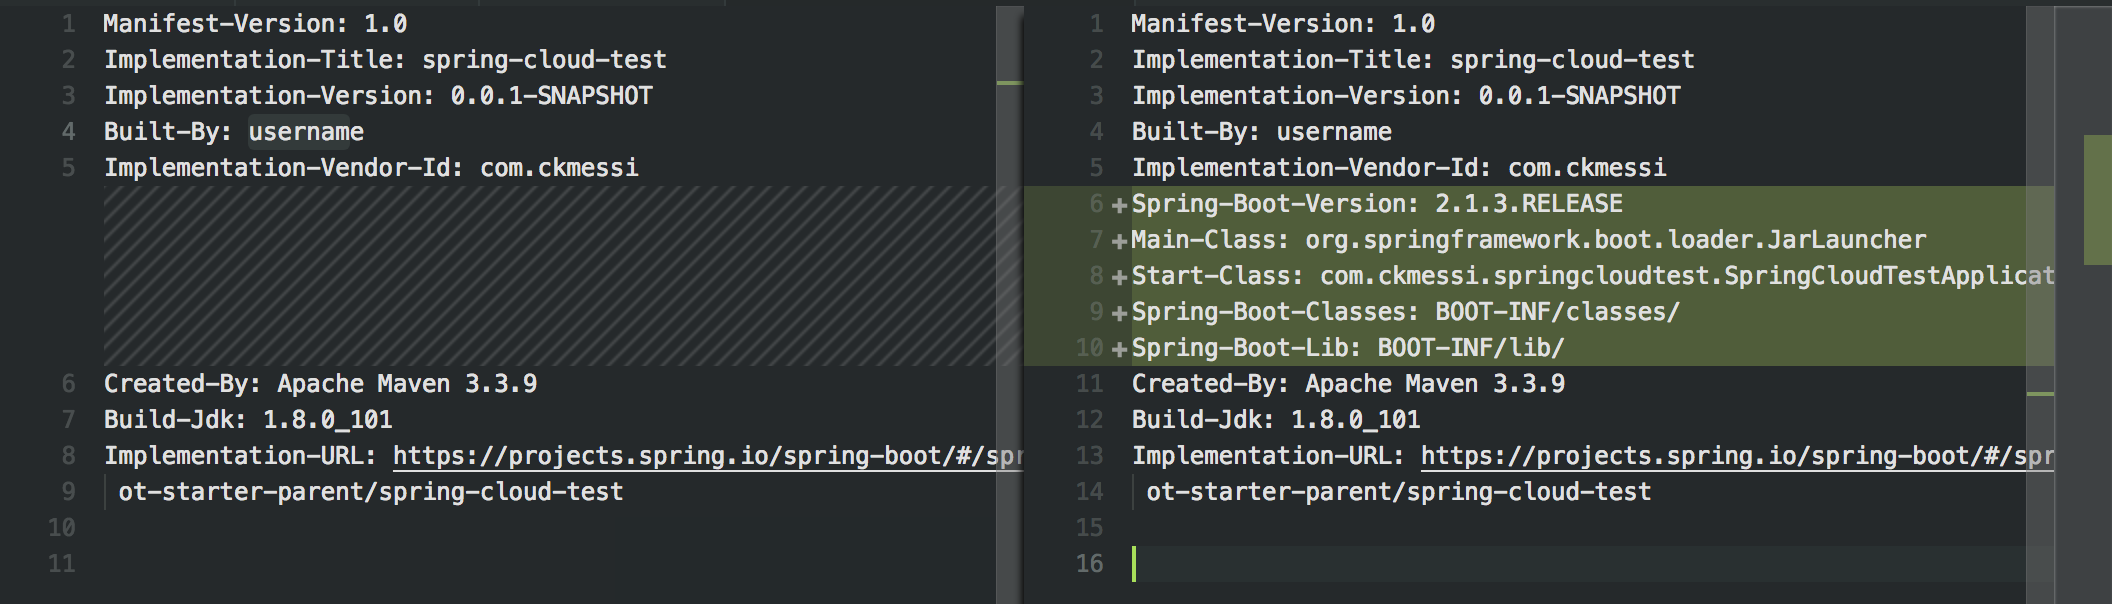 1 Manifest-Version: 1.0
2 Implementation-Title: spring-cloud-test
3 Implementation-Version: 0.0.1-SNAPSHOT
4 Built-By: username
5 Implementation-Vendor-Id: com.ckmessi
6 Created-By: Apache Maven 3.3.9
7 Build-Jdk: 1.8.0_101
8 Implementation-URL: https://projects.spring.io/spring-boot/#/spr
9 ot-starter-parent/spring-cloud-test
10
11
1 Manifest-Version: 1.0
2 Implementation-Title: spring-cloud-test
3 Implementation-Version: 0.0.1-SNAPSHOT
4 Built-By: username
5 Implementation-Vendor-Id: com.ckmessi
6 +Spring-Boot-Version: 2.1.3.RELEASE
7 +Main-Class: org.springframework.boot.loader.JarLauncher
8 +Start-Class: com.ckmessi.springcloudtest.SpringCloudTestApplicat
9 +Spring-Boot-Classes: BOOT-INF/classes/
10 +Spring-Boot-Lib: BOOT-INF/lib/
11 Created-By: Apache Maven 3.3.9
12 Build-Jdk: 1.8.0_101
13 Implementation-URL: https://projects.spring.io/spring-boot/#/spr
14 ot-starter-parent/spring-cloud-test
15
16